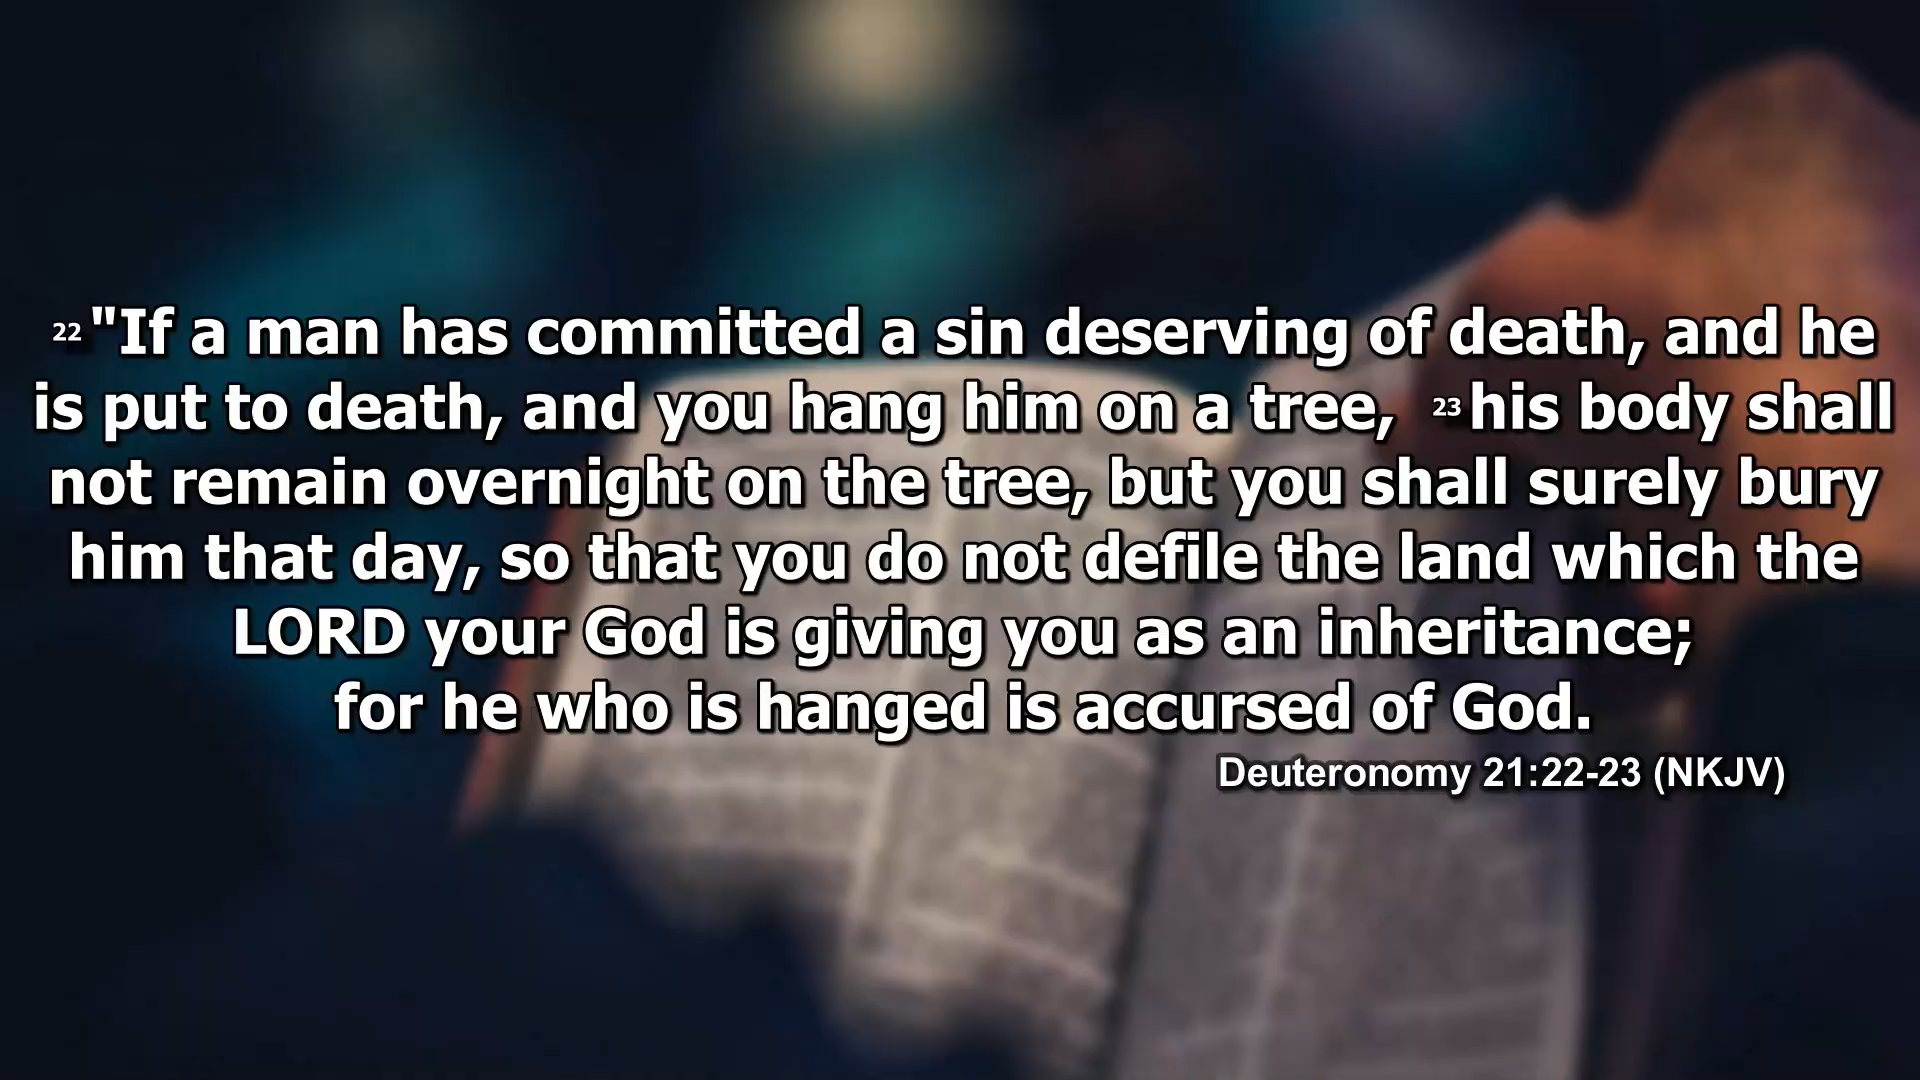 22 "If a man has committed a sin deserving of death, and he
is put to death, and you hang him on a tree, 23 his body shall
not remain overnight on the tree, but you shall surely bury
him that day, so that you do not defile the land which the
LORD your God is giving you as an inheritance;
for he who is hanged is accursed of God.
Deuteronomy 21:22-23 (NKJV)